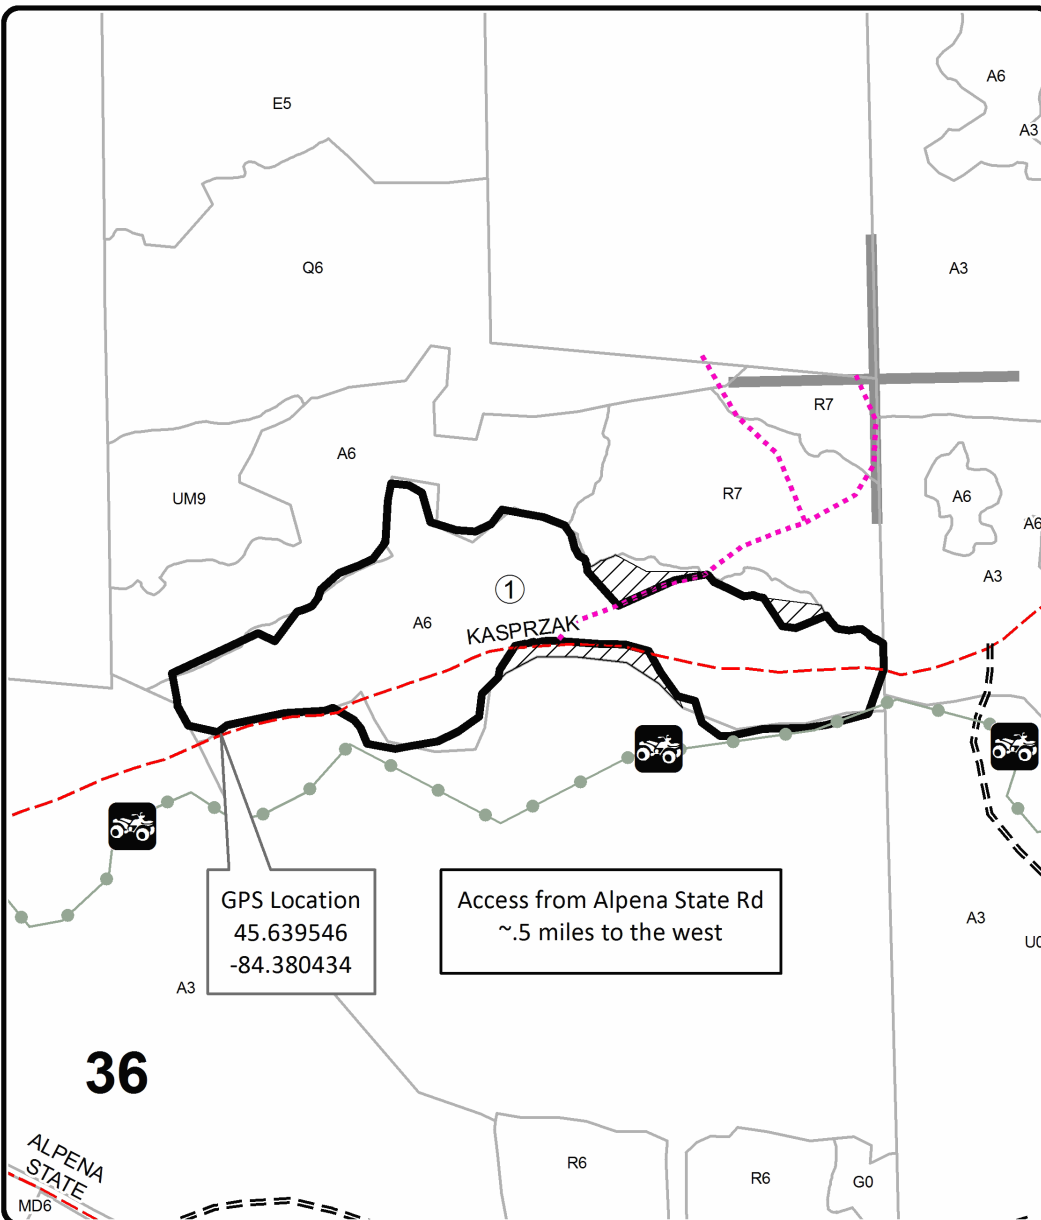 A6
E5
A3
Q6
A3
R7
A6
R7
UM9
A6
A6
A3
1
A6
KASPRZAK
GPS Location
45.639546
-84.380434
Access from Alpena State Rd
~.5 miles to the west
A3
U0
A3
36
ALPENA
STATE
R6
R6
G0
MD6